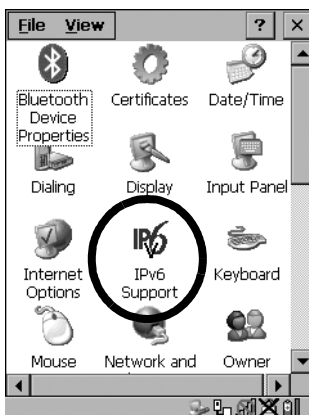 File View ? ×
Bluetooth Device Properties
Certificates
Date/Time
Dialing
Display
Input Panel
Internet Options
IPv6
IPv6 Support
Keyboard
Mouse
Network and
Owner